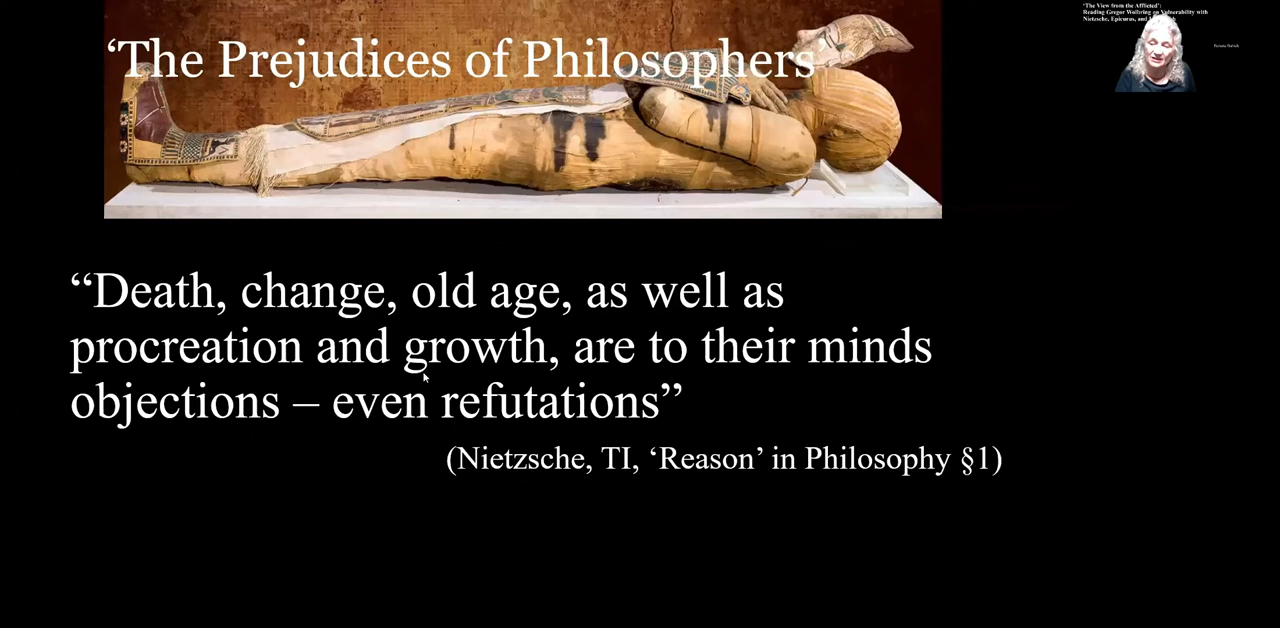 ‘The Prejudices of Philosophers’
“Death, change, old age, as well as
procreation and growth, are to their minds
objections – even refutations”
(Nietzsche, TI, ‘Reason’ in Philosophy §1)
‘The View from the Afflicted’:
Reading Gregor Wolbring on Vulnerability with
Nietzsche, Epicurus, and